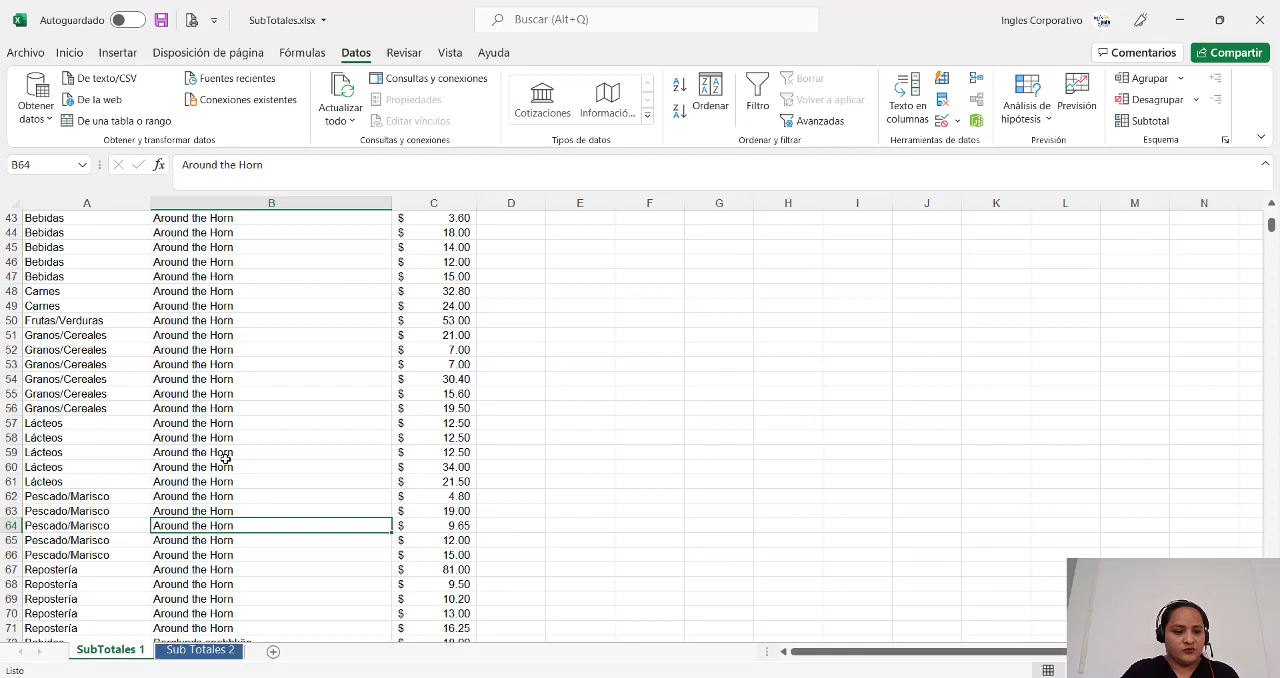 Autoguardado
SubTotales.xlsx
Buscar (Alt+Q)
Ingles Corporativo
Archivo Inicio Insertar Disposición de página Fórmulas Datos Revisar Vista Ayuda
Comentarios Compartir
Obtener datos
De texto/CSV
De la web
De una tabla o rango
Fuentes recientes
Conexiones existentes
Obtener y transformar datos
Actualizar todo
Consultas y conexiones
Propiedades
Editar vínculos
Consultas y conexiones
Cotizaciones Informació...
Tipos de datos
Ordenar
Filtro
Borrar
Volver a aplicar
Avanzadas
Ordenar y filtrar
Texto en columnas
Herramientas de datos
Análisis de hipótesis
Previsión
Previsión
Agrupar
Desagrupar
Subtotal
Esquema
B64 fx Around the Horn
A B C D E F G H I J K L M N
43 Bebidas Around the Horn $ 3.60
44 Bebidas Around the Horn $ 18.00
45 Bebidas Around the Horn $ 14.00
46 Bebidas Around the Horn $ 12.00
47 Bebidas Around the Horn $ 15.00
48 Carnes Around the Horn $ 32.80
49 Carnes Around the Horn $ 24.00
50 Frutas/Verduras Around the Horn $ 53.00
51 Granos/Cereales Around the Horn $ 21.00
52 Granos/Cereales Around the Horn $ 7.00
53 Granos/Cereales Around the Horn $ 7.00
54 Granos/Cereales Around the Horn $ 30.40
55 Granos/Cereales Around the Horn $ 15.60
56 Granos/Cereales Around the Horn $ 19.50
57 Lácteos Around the Horn $ 12.50
58 Lácteos Around the Horn $ 12.50
59 Lácteos Around the Horn $ 12.50
60 Lácteos Around the Horn $ 34.00
61 Lácteos Around the Horn $ 21.50
62 Pescado/Marisco Around the Horn $ 4.80
63 Pescado/Marisco Around the Horn $ 19.00
64 Pescado/Marisco Around the Horn $ 9.65
65 Pescado/Marisco Around the Horn $ 12.00
66 Pescado/Marisco Around the Horn $ 15.00
67 Repostería Around the Horn $ 81.00
68 Repostería Around the Horn $ 9.50
69 Repostería Around the Horn $ 10.20
70 Repostería Around the Horn $ 13.00
71 Repostería Around the Horn $ 16.25
SubTotales 1 Sub Totales 2
Listo